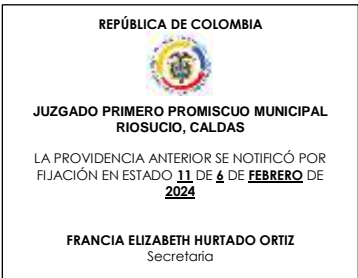 REPÚBLICA DE COLOMBIA
JUZGADO PRIMERO PROMISCUO MUNICIPAL
RIOSUCIO, CALDAS
LA PROVIDENCIA ANTERIOR SE NOTIFICÓ POR
FIJACIÓN EN ESTADO 11 DE 6 DE FEBRERO DE
2024
FRANCIA ELIZABETH HURTADO ORTIZ
Secretaria